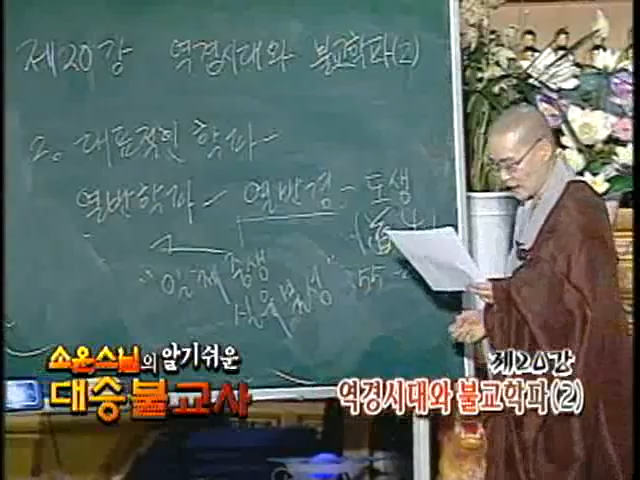 제20강 역경시대와 불교학파(2)
2. 대표적인 학파-
열반학파 - 열반경 - 도생
(道生)
"일체중생
실유불성"
355-
소운스님의 알기쉬운
대승불교사
제20강
역경시대와 불교학파(2)